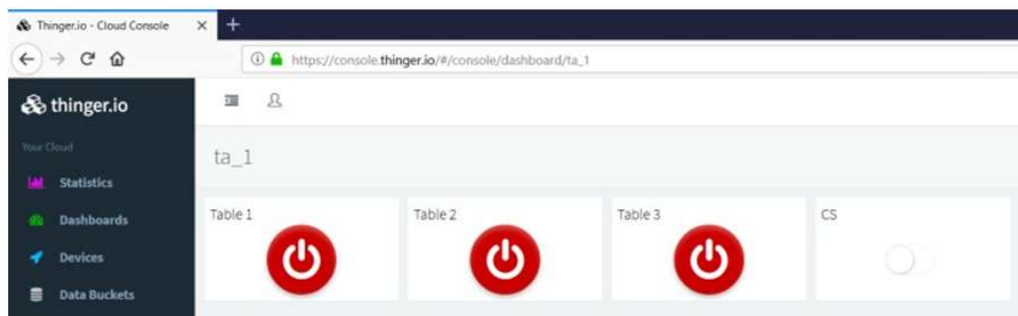 Thinger.io - Cloud Console
https://console.thinger.io/#/console/dashboard/ta_1
thinger.io
Your Cloud
ta_1
Statistics
Dashboards
Table 1 Table 2 Table 3 CS
Devices
Data Buckets